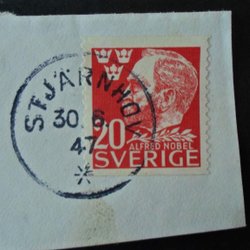 STJÄRNHOV
30 6
47
20
ALFRED NOBEL
SVERIGE